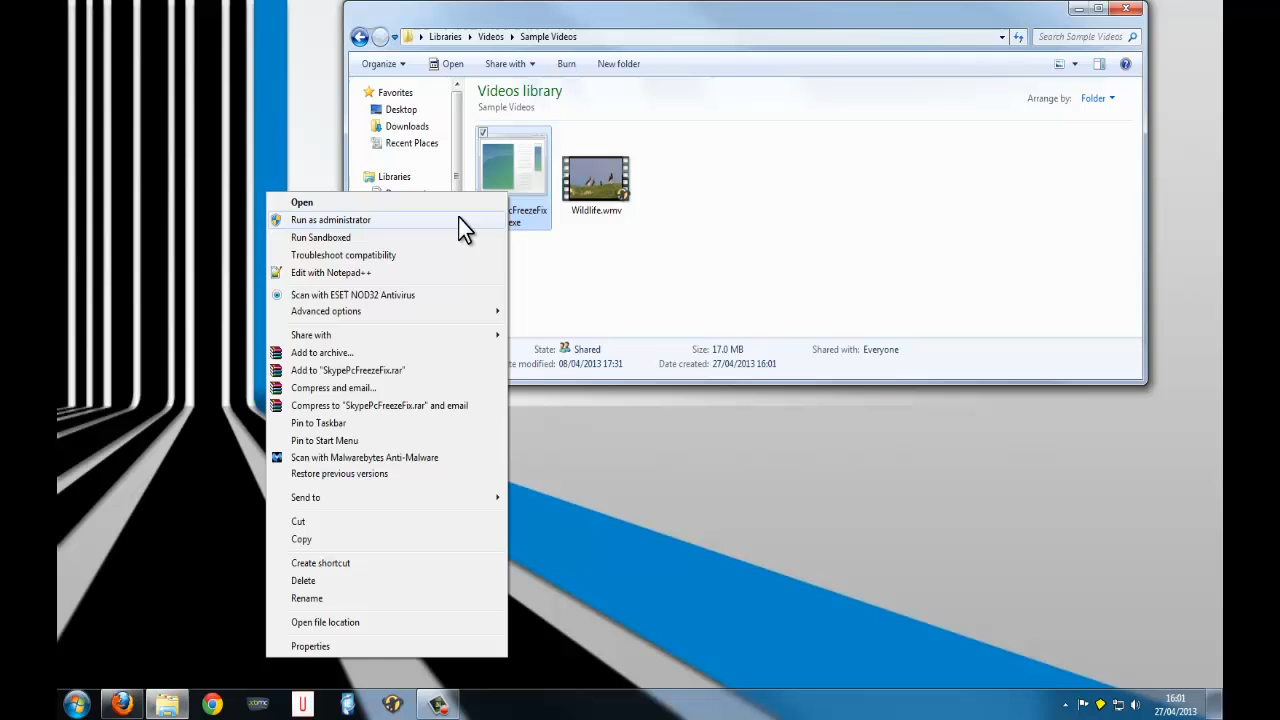 Libraries Videos Sample Videos
Search Sample Videos
Organize Open Share with Burn New folder
Favorites
Desktop
Downloads
Recent Places
Libraries
Videos library
Sample Videos
Arrange by: Folder
cFreezeFix
exe
Wildlife.wmv
Open
Run as administrator
Run Sandboxed
Troubleshoot compatibility
Edit with Notepad++
Scan with ESET NOD32 Antivirus
Advanced options
Share with
Add to archive...
Add to "SkypePcFreezeFix.rar"
Compress and email...
Compress to "SkypePcFreezeFix.rar" and email
Pin to Taskbar
Pin to Start Menu
Scan with Malwarebytes Anti-Malware
Restore previous versions
Send to
Cut
Copy
Create shortcut
Delete
Rename
Open file location
Properties
State: Shared Size: 17.0 MB Shared with: Everyone
te modified: 08/04/2013 17:31 Date created: 27/04/2013 16:01
xbmc
U
16:01
27/04/2013